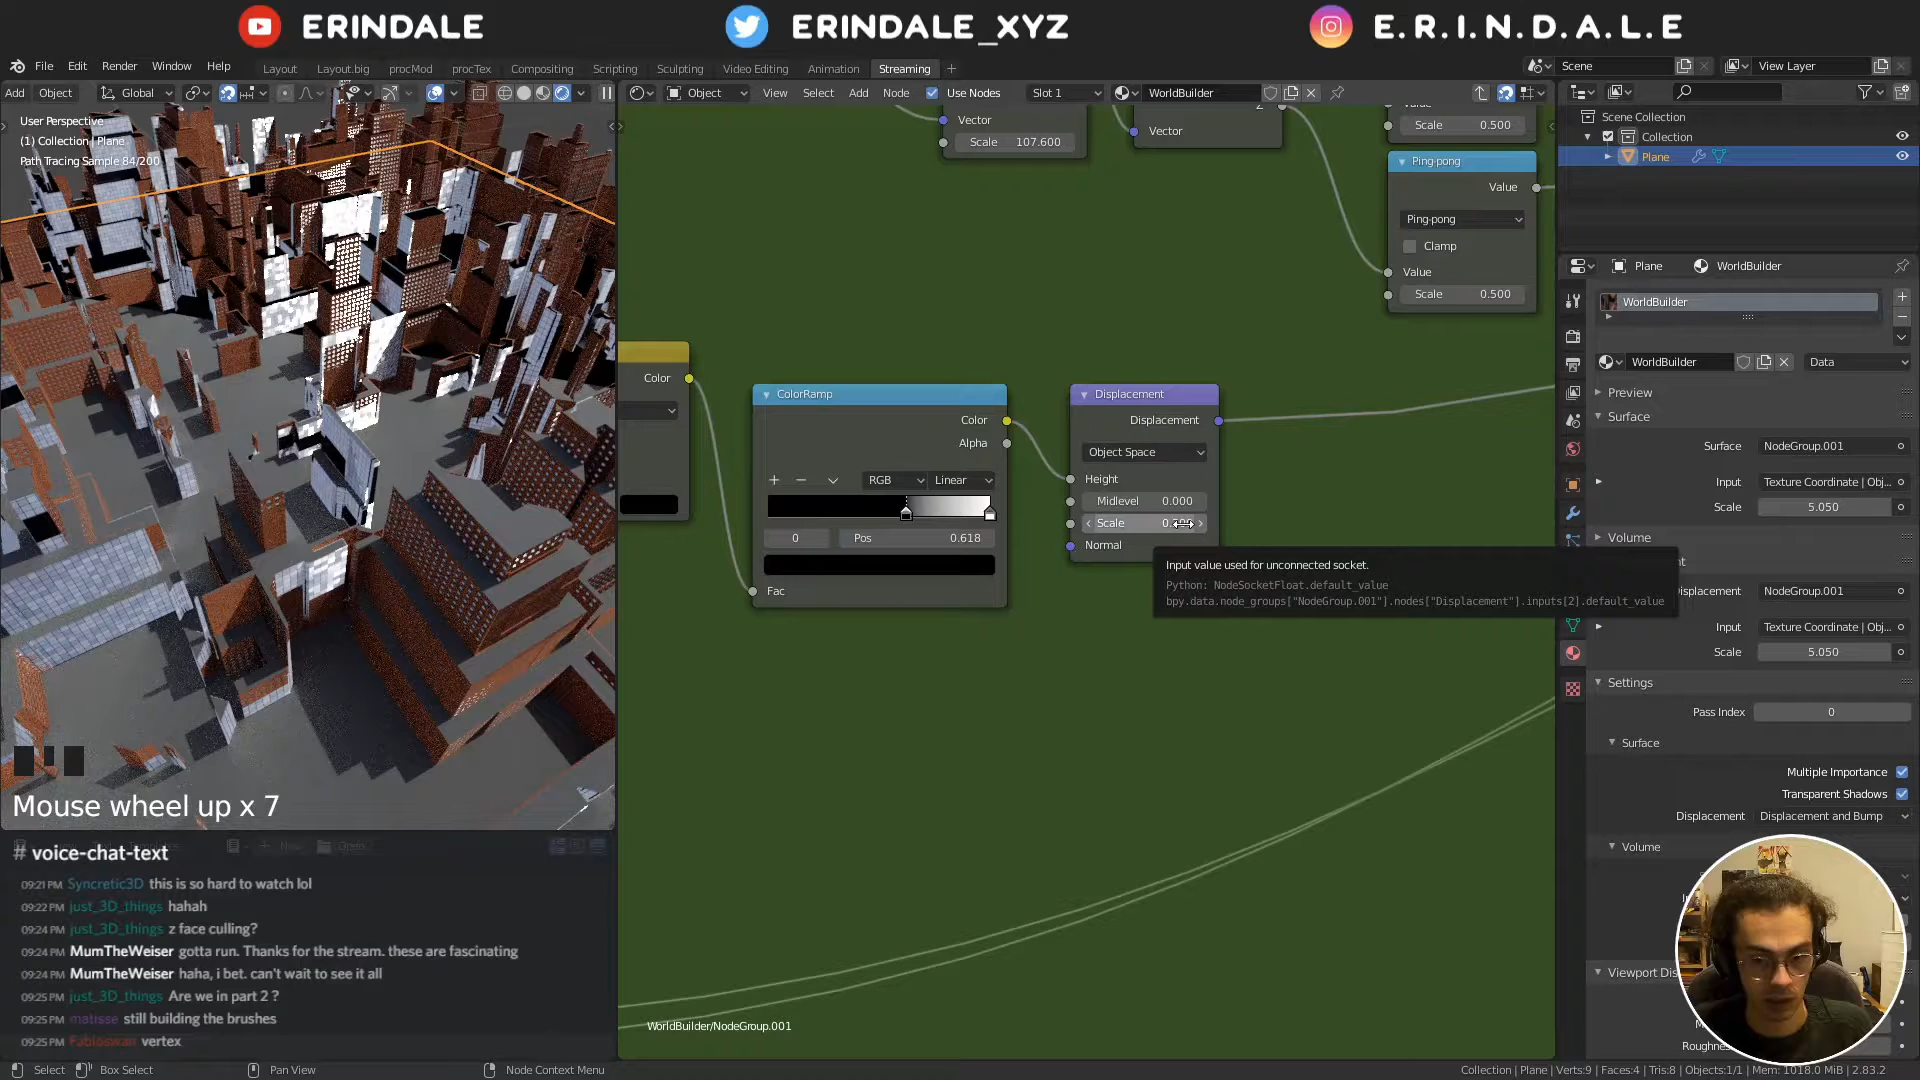 ERINDALE
ERINDALE_XYZ
E.R.I.N.D.A.L.E
File Edit Render Window Help
Layout Layout.big procMod procTex Compositing Scripting Sculpting Video Editing Animation Streaming
Scene
View Layer
Add Object Global
Object View Select Add Node Use Nodes Slot 1 WorldBuilder
User Perspective
(1) Collection | Plane
Path Tracing Sample 84/200
Vector
Scale 107.600
Vector
Scale 0.500
Ping-pong
Value
Ping-pong
Clamp
Value
Scale 0.500
Color
ColorRamp
Color
Alpha
RGB Linear
0 Pos 0.618
Fac
Displacement
Displacement
Object Space
Height
Midlevel 0.000
Scale
Normal
Input value used for unconnected socket.
Python: NodeSocketFloat.default_value
bpy.data.node_groups["NodeGroup.001"].nodes["Displacement"].inputs[2].default_value
WorldBuilder/NodeGroup.001
Scene Collection
Collection
Plane
Plane WorldBuilder
WorldBuilder
WorldBuilder Data
Preview
Surface
Surface NodeGroup.001
Input Texture Coordinate | Obj...
Scale 5.050
Volume
NodeGroup.001
Input Texture Coordinate | Obj...
Scale 5.050
Settings
Pass Index 0
Surface
Multiple Importance
Transparent Shadows
Displacement Displacement and Bump
Volume
Viewport Dis
Roughnes
Mouse wheel up x 7
# voice-chat-text
09:21 PM Syncretic3D this is so hard to watch lol
09:22 PM just_3D_things hahah
09:24 PM just_3D_things z face culling?
09:24 PM MumTheWeiser gotta run. Thanks for the stream. these are fascinating
09:24 PM MumTheWeiser haha, i bet. can't wait to see it all
09:25 PM just_3D_things Are we in part 2 ?
09:25 PM matisse still building the brushes
09:25 PM Fabloswan vertex
Select Box Select Pan View Node Context Menu
Collection | Plane | Verts:9 | Faces:4 | Tris:8 | Objects:1/1 | Mem: 1018.0 MiB | 2.83.2